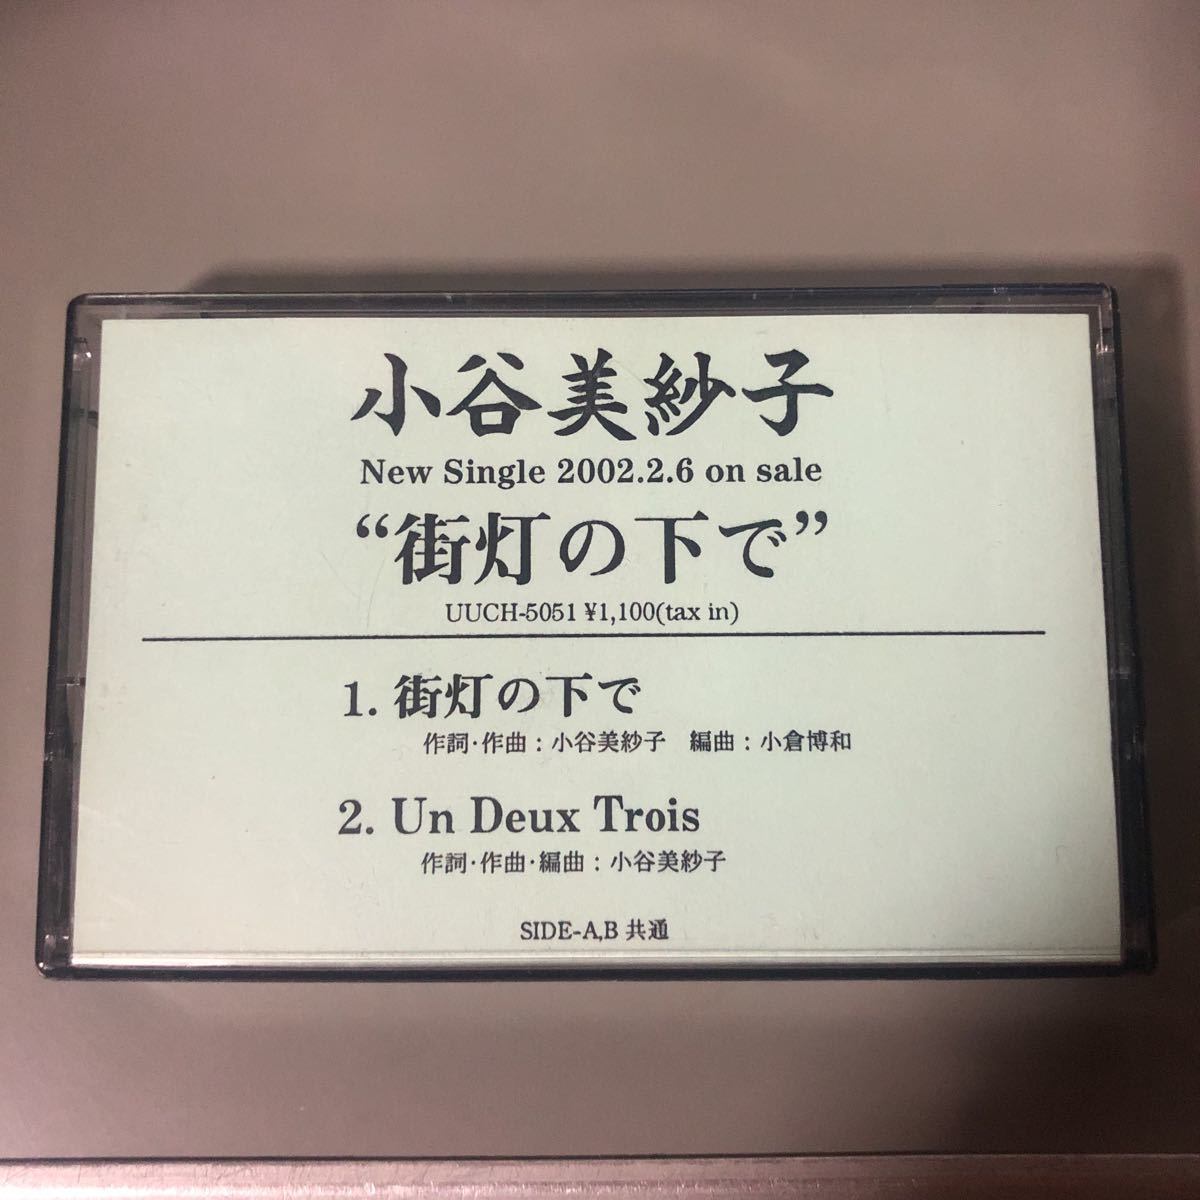 小谷美紗子
New Single 2002.2.6 on sale
“街灯の下で”
UUCH-5051 ¥1,100(tax in)
1. 街灯の下で
作詞・作曲：小谷美紗子　編曲：小倉博和
2. Un Deux Trois
作詞・作曲・編曲：小谷美紗子
SIDE-A,B 共通